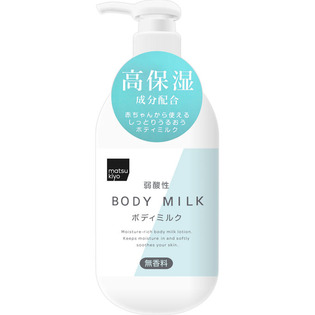 高保湿
成分配合
赤ちゃんから使える
しっとりうるおう
ボディミルク
matsu
kiyo
弱酸性
BODY MILK
ボディミルク
Moisture-rich body milk lotion.
Keeps moisture in and softly
soothes your skin.
無香料